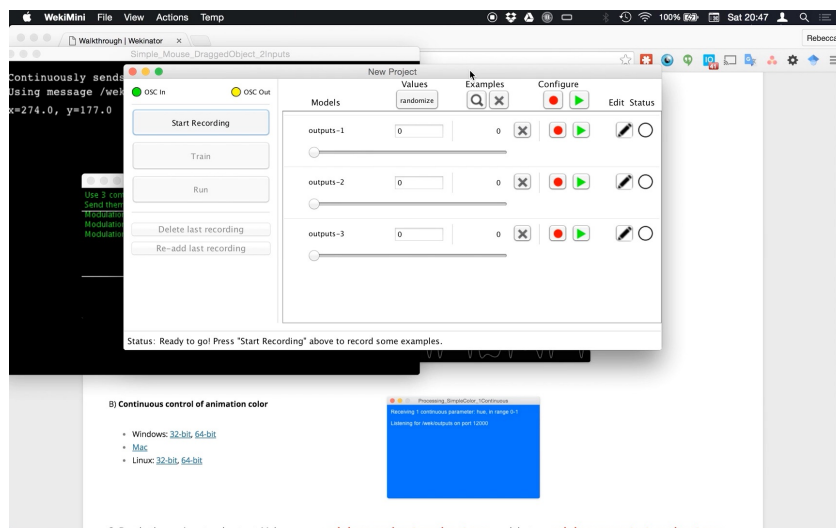 WekiMini File View Actions Temp
100% Sat 20:47
Walkthrough | Wekinator ×
Rebecca
Simple_Mouse_DraggedObject_2Inputs
Continuously sends
Using message /wek
x=274.0, y=177.0
New Project
OSC In
OSC Out
Start Recording
Train
Run
Delete last recording
Re-add last recording
Values
Examples
Configure
Models
randomize
Edit Status
outputs-1
0
0
outputs-2
0
0
outputs-3
0
0
Status: Ready to go! Press "Start Recording" above to record some examples.
Use 3 con
Send then
Modulation
Modulation
Modulation
B) Continuous control of animation color
Windows: 32-bit, 64-bit
Mac
Linux: 32-bit, 64-bit
Processing_SimpleColor_1Continuous
Receiving 1 continuous parameter: hue, in range 0-1
Listening for /wek/outputs on port 12000